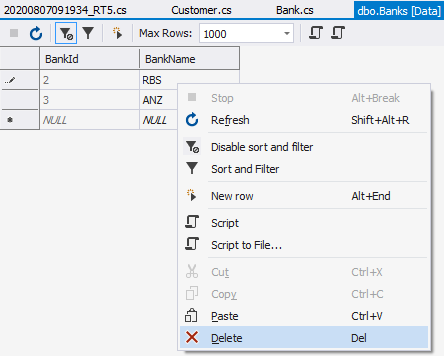 20200807091934_RT5.cs Customer.cs Bank.cs dbo.Banks [Data]
Max Rows: 1000
BankId BankName
2 RBS
3 ANZ
NULL NULL
Stop Alt+Break
Refresh Shift+Alt+R
Disable sort and filter
Sort and Filter
New row Alt+End
Script
Script to File...
Cut Ctrl+X
Copy Ctrl+C
Paste Ctrl+V
Delete Del